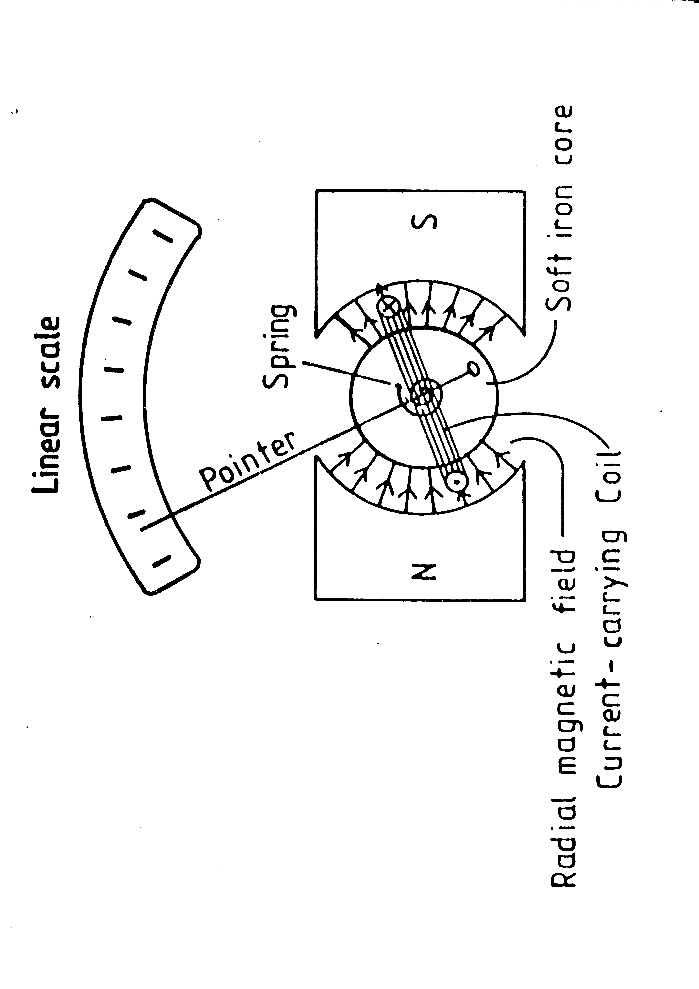 Linear scale
Pointer
Spring
N
S
Soft iron core
Radial magnetic field
Current-carrying Coil